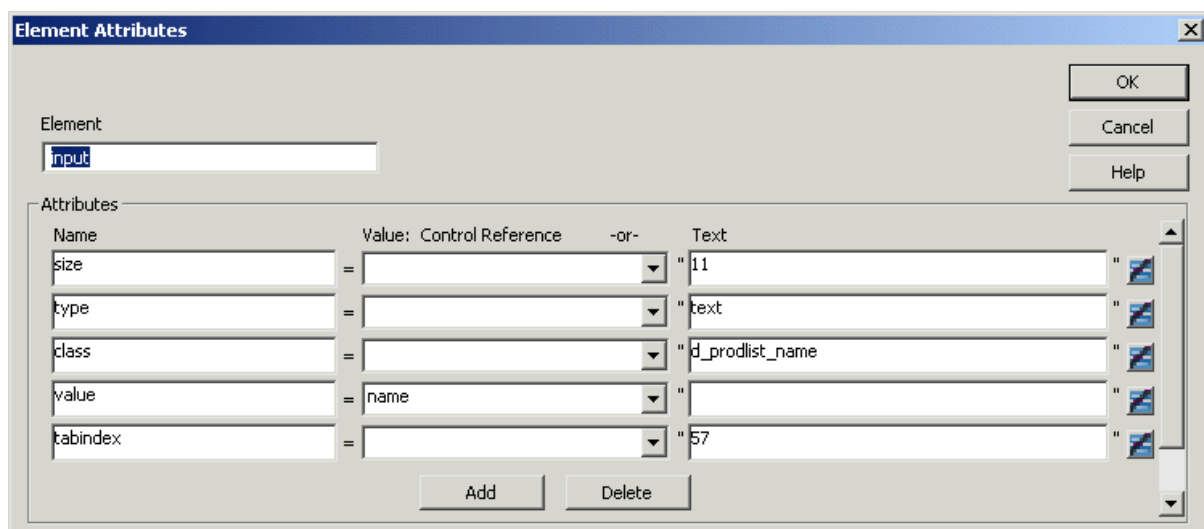 Element Attributes
OK
Element
Cancel
input
Help
Attributes
Name Value: Control Reference -or- Text
size = " 11 "
type = " text "
class = " d_prodlist_name "
value = name " "
tabindex = " 57 "
Add Delete